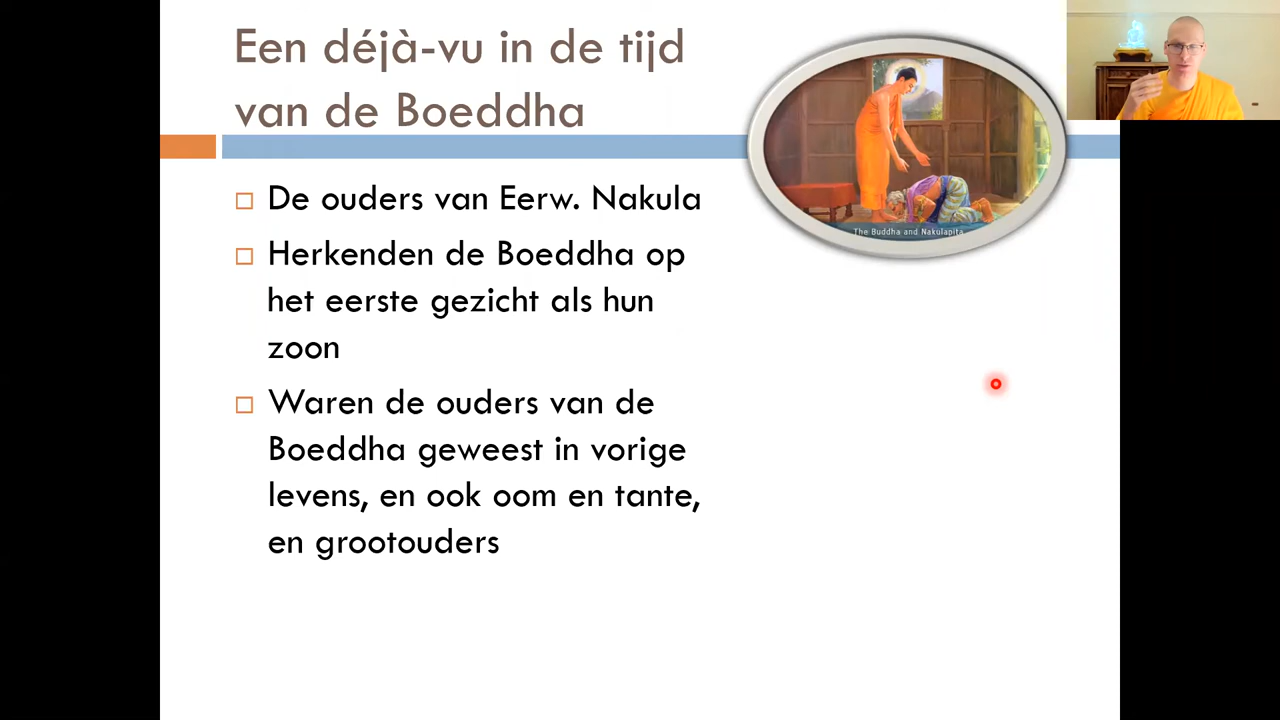 Een déjà-vu in de tijd
van de Boeddha
The Buddha and Nakulapita
De ouders van Eerw. Nakula
Herkenden de Boeddha op
het eerste gezicht als hun
zoon
Waren de ouders van de
Boeddha geweest in vorige
levens, en ook oom en tante,
en grootouders